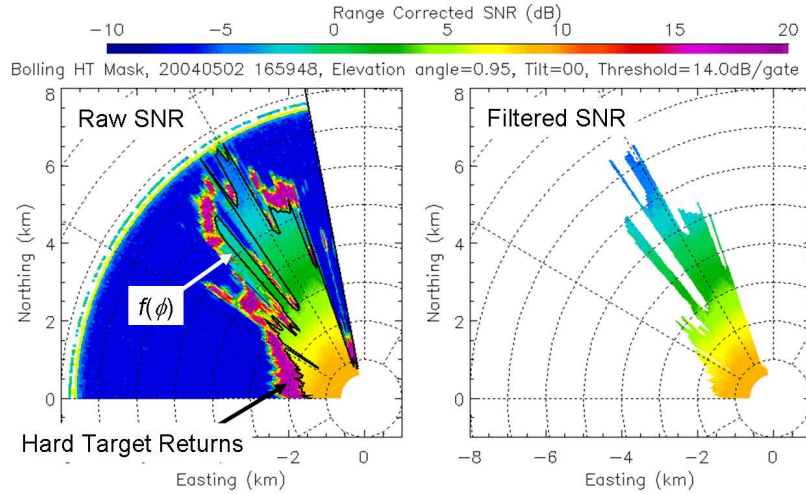 Range Corrected SNR (dB)
−10 −5 0 5 10 15 20
Bolling HT Mask, 20040502 165948, Elevation angle=0.95, Tilt=00, Threshold=14.0dB/gate
Raw SNR
8
6
4
2
0
Northing (km)
f(ϕ)
Hard Target Returns
−6 −4 −2 0
Easting (km)
Filtered SNR
8
6
4
2
0
Northing (km)
−8 −6 −4 −2 0
Easting (km)